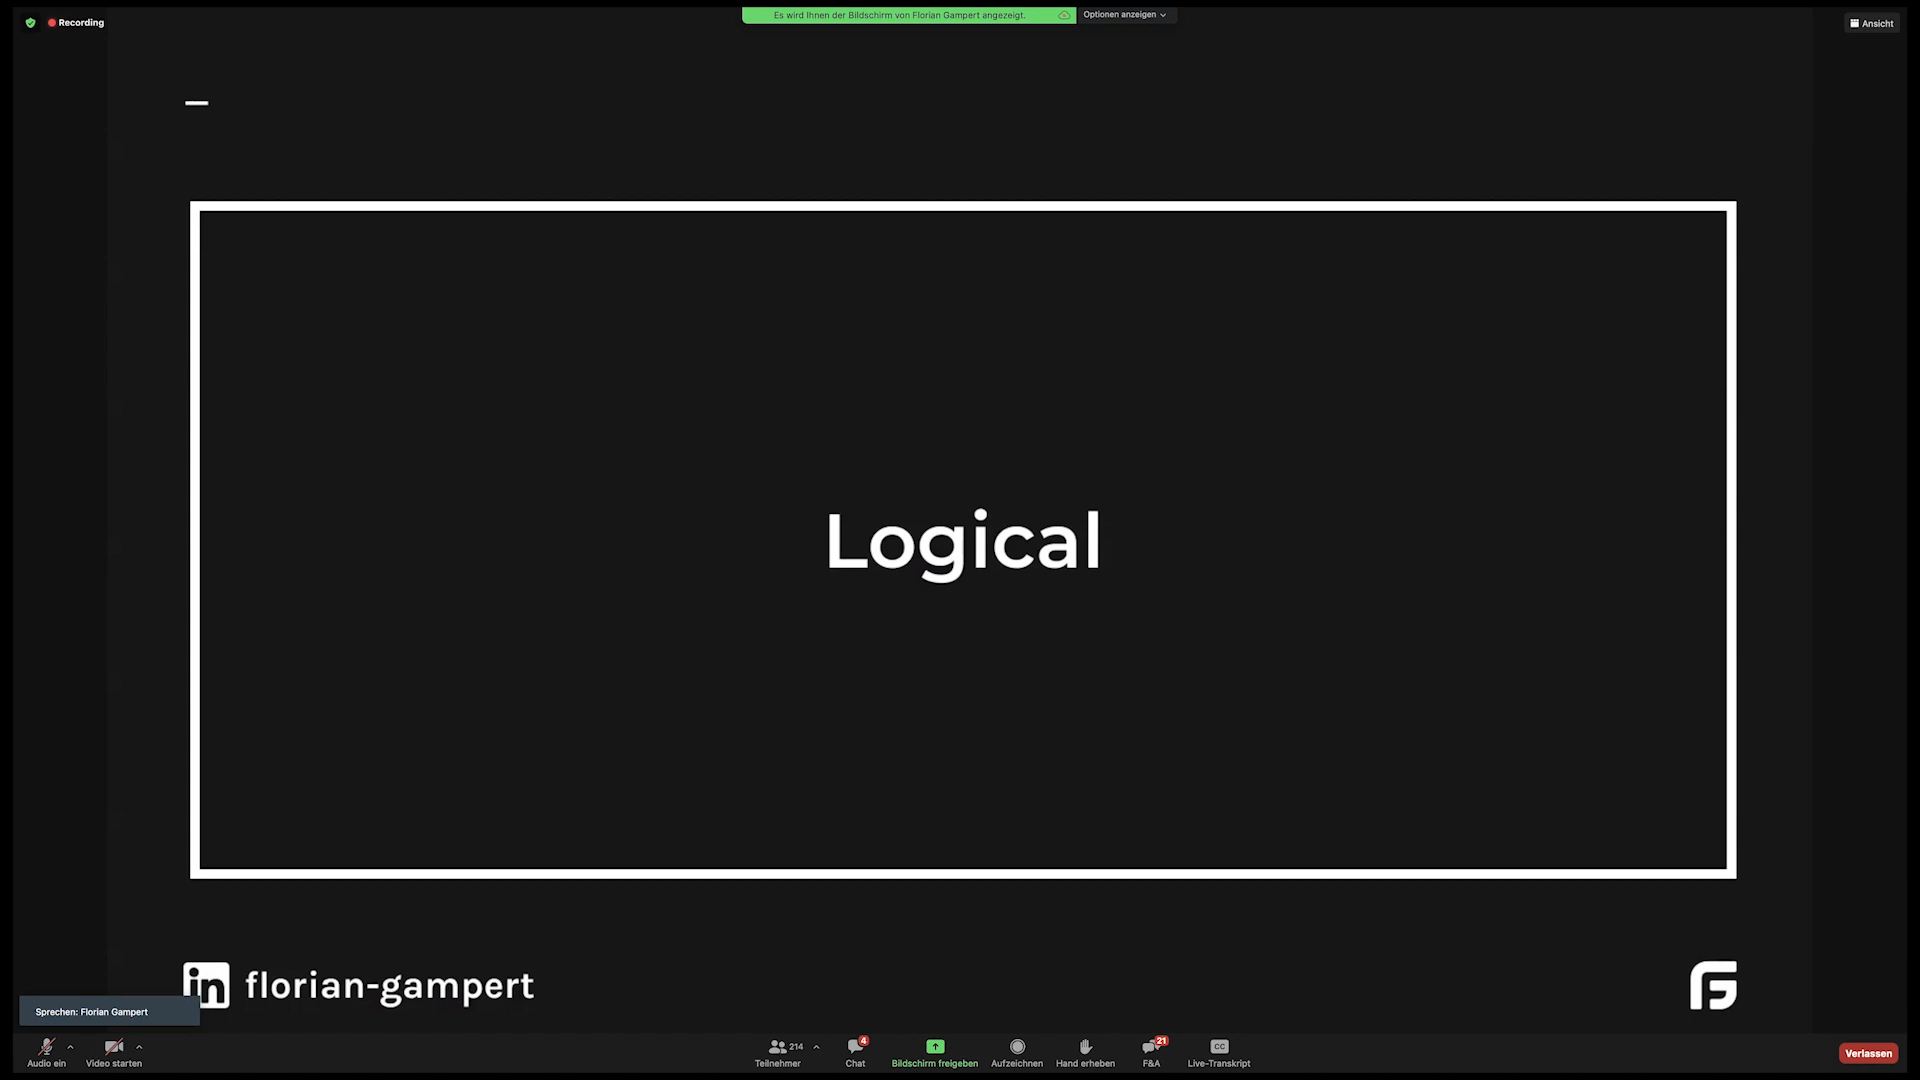 Recording
Es wird Ihnen der Bildschirm von Florian Gampert angezeigt.
Optionen anzeigen
Ansicht
Logical
in florian-gampert
Sprechen: Florian Gampert
Audio ein
Video starten
214
Teilnehmer
4
Chat
Bildschirm freigeben
Aufzeichnen
Hand erheben
21
F&A
CC
Live-Transkript
Verlassen